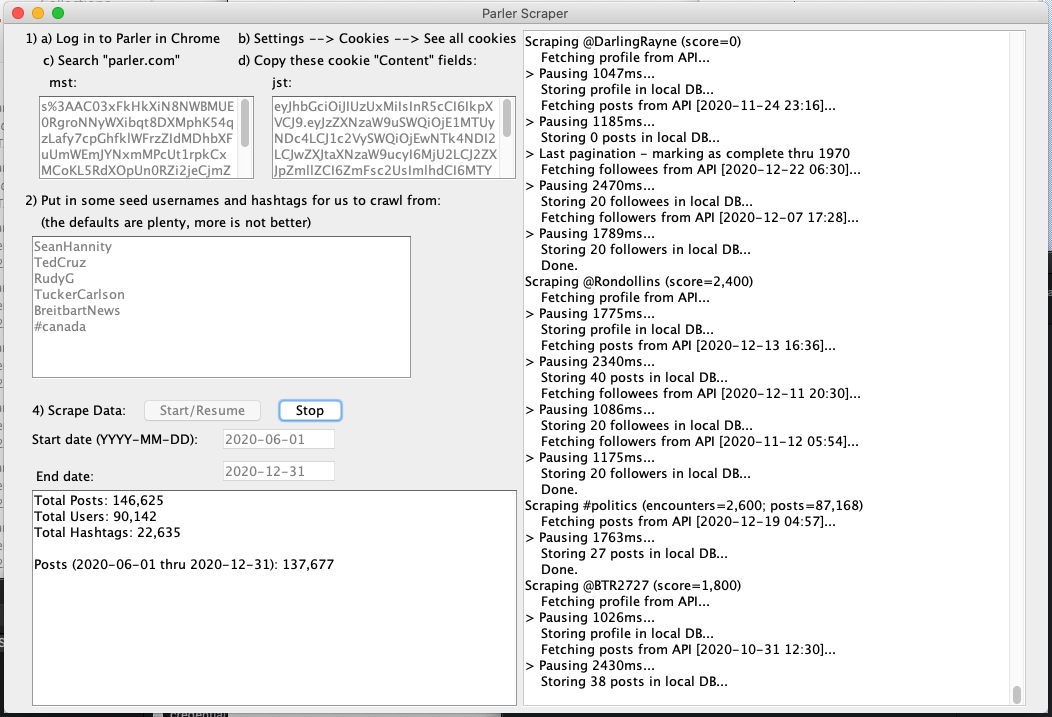 Parler Scraper
1) a) Log in to Parler in Chrome
b) Settings --> Cookies --> See all cookies
c) Search "parler.com"
d) Copy these cookie "Content" fields:
mst:
jst:
s%3AAC03xFkHkXiN8NWBMUE
0RgroNNyWXibqt8DXMphK54q
zLafy7cpGhfklWFrzZIdMDhbXF
uUmWEmJYNxmMPcUt1rpkCx
MCoKL5RdXOpUn0RZi2jeCjmZ
eyJhbGciOiJIUzUxMiIsInR5cCI6IkpX
VCJ9.eyJzZXNzaW9uSWQiOjE1MTUy
NDc4LCJ1c2VySWQiOjEwNTk4NDI2
LCJwZXJtaXNzaW9ucyI6MjU2LCJ2ZX
JpZmllZCI6ZmFsc2UsImlhdCI6MTY
2) Put in some seed usernames and hashtags for us to crawl from:
(the defaults are plenty, more is not better)
SeanHannity
TedCruz
RudyG
TuckerCarlson
BreitbartNews
#canada
4) Scrape Data:
Start/Resume
Stop
Start date (YYYY-MM-DD):
2020-06-01
End date:
2020-12-31
Total Posts: 146,625
Total Users: 90,142
Total Hashtags: 22,635
Posts (2020-06-01 thru 2020-12-31): 137,677
Scraping @DarlingRayne (score=0)
Fetching profile from API...
> Pausing 1047ms...
Storing profile in local DB...
Fetching posts from API [2020-11-24 23:16]...
> Pausing 1185ms...
Storing 0 posts in local DB...
> Last pagination - marking as complete thru 1970
Fetching followees from API [2020-12-22 06:30]...
> Pausing 2470ms...
Storing 20 followees in local DB...
Fetching followers from API [2020-12-07 17:28]...
> Pausing 1789ms...
Storing 20 followers in local DB...
Done.
Scraping @Rondollins (score=2,400)
Fetching profile from API...
> Pausing 1775ms...
Storing profile in local DB...
Fetching posts from API [2020-12-13 16:36]...
> Pausing 2340ms...
Storing 40 posts in local DB...
Fetching followees from API [2020-12-11 20:30]...
> Pausing 1086ms...
Storing 20 followees in local DB...
Fetching followers from API [2020-11-12 05:54]...
> Pausing 1175ms...
Storing 20 followers in local DB...
Done.
Scraping #politics (encounters=2,600; posts=87,168)
Fetching posts from API [2020-12-19 04:57]...
> Pausing 1763ms...
Storing 27 posts in local DB...
Done.
Scraping @BTR2727 (score=1,800)
Fetching profile from API...
> Pausing 1026ms...
Storing profile in local DB...
Fetching posts from API [2020-10-31 12:30]...
> Pausing 2430ms...
Storing 38 posts in local DB...